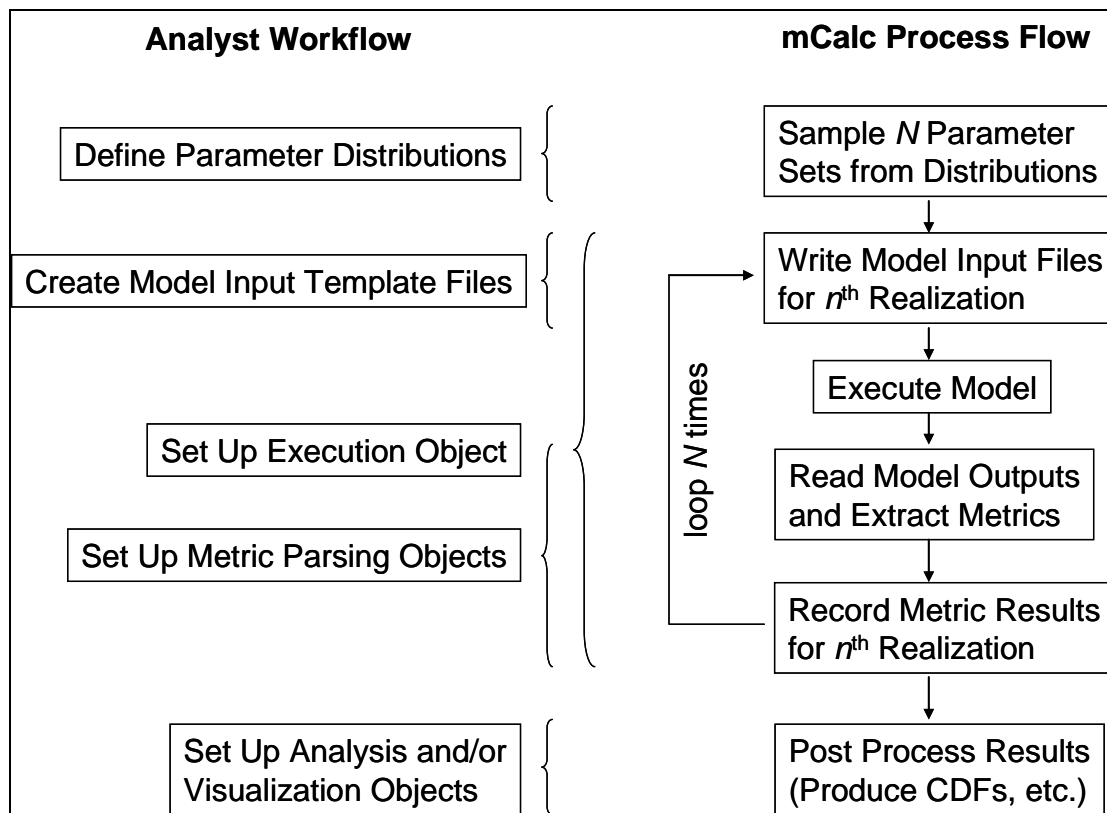 Analyst Workflow
mCalc Process Flow
Define Parameter Distributions
Sample N Parameter
Sets from Distributions
Create Model Input Template Files
Write Model Input Files
for nth Realization
Execute Model
loop N times
Set Up Execution Object
Read Model Outputs
and Extract Metrics
Set Up Metric Parsing Objects
Record Metric Results
for nth Realization
Set Up Analysis and/or
Visualization Objects
Post Process Results
(Produce CDFs, etc.)